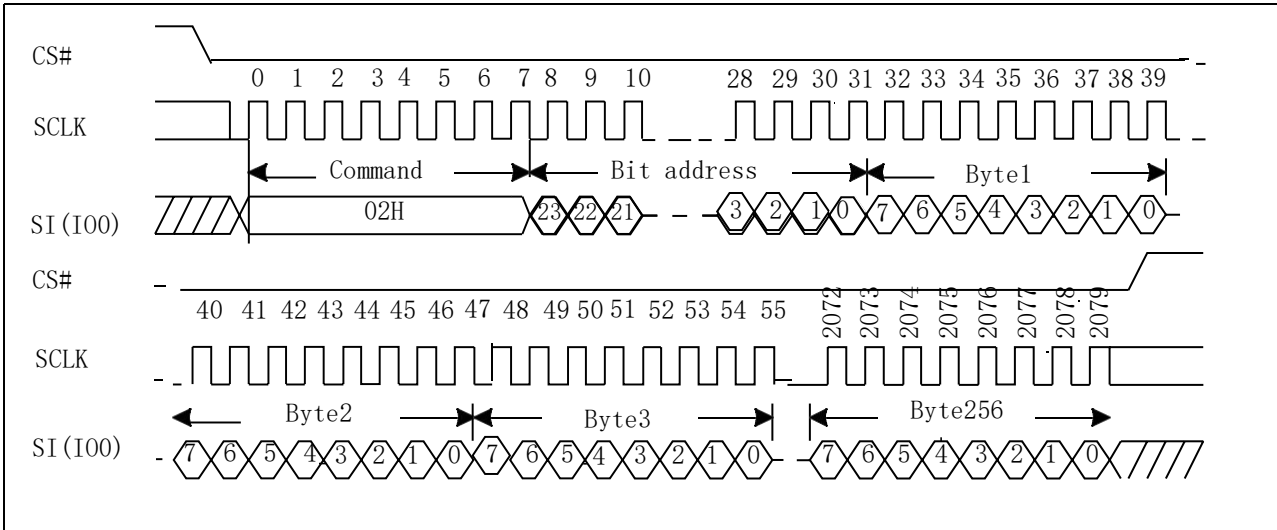 CS#
0 1 2 3 4 5 6 7 8 9 10 28 29 30 31 32 33 34 35 36 37 38 39
SCLK
Command Bit address Byte1
SI(IO0) 02H 23 22 21 3 2 1 0 7 6 5 4 3 2 1 0
CS#
40 41 42 43 44 45 46 47 48 49 50 51 52 53 54 55 2072 2073 2074 2075 2076 2077 2078 2079
SCLK
Byte2 Byte3 Byte256
SI(IO0) 7 6 5 4 3 2 1 0 7 6 5 4 3 2 1 0 7 6 5 4 3 2 1 0